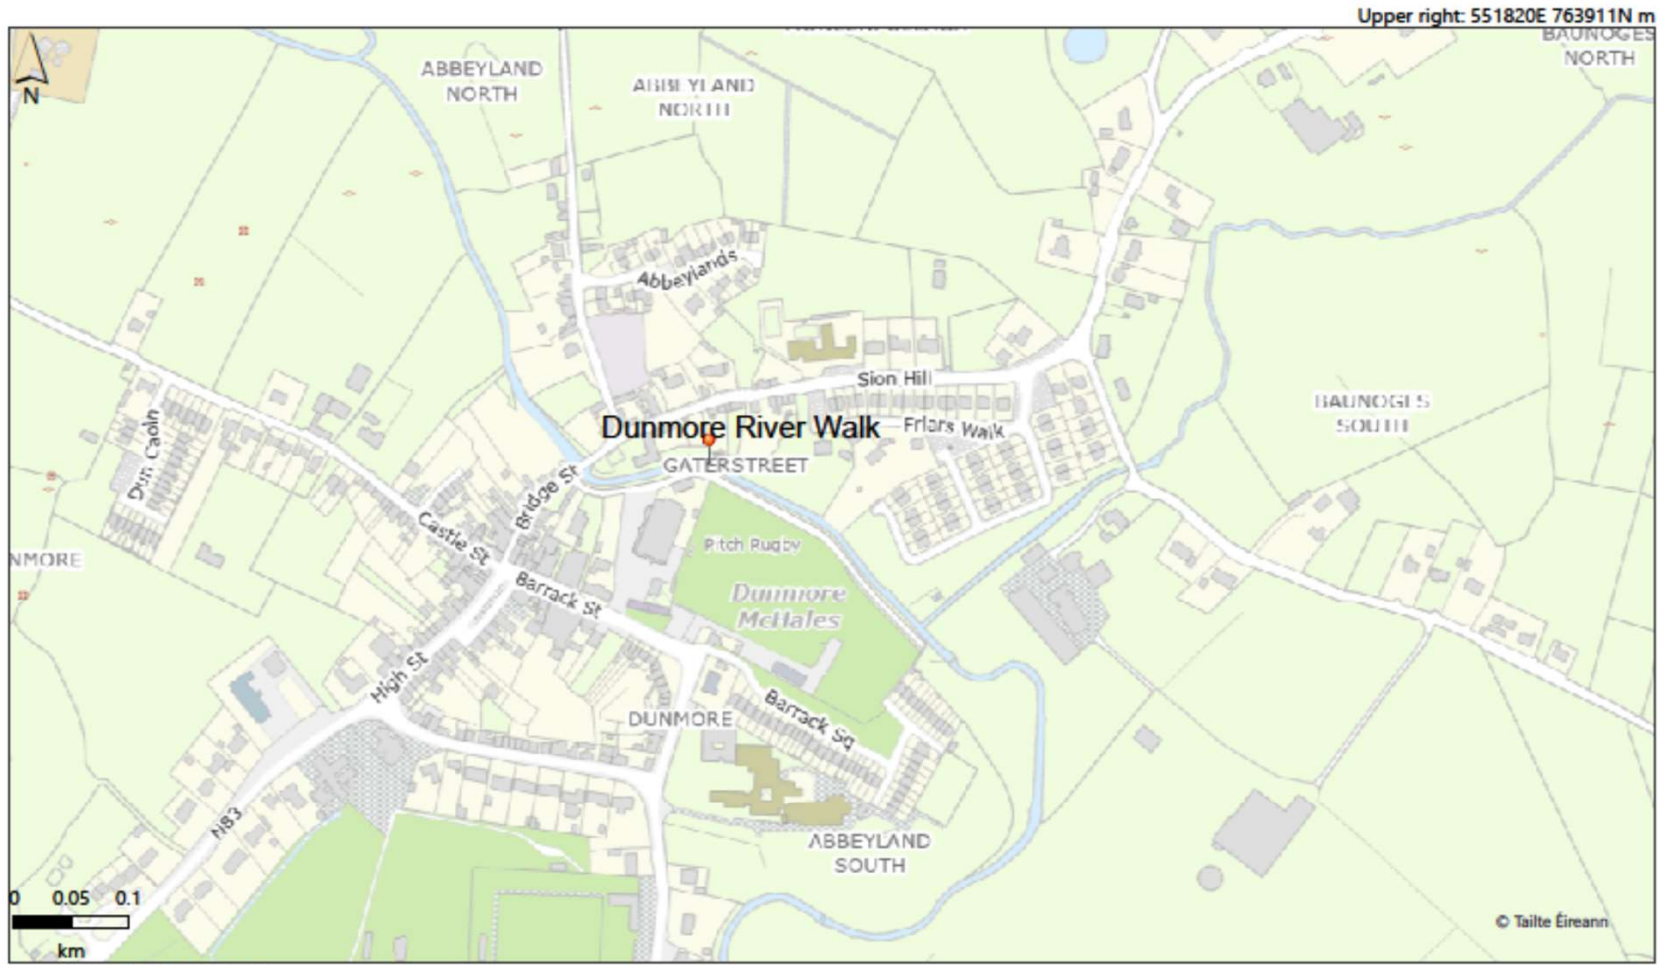 Upper right: 551820E 763911N m
BAUNOGES
NORTH
N
ABBEYLAND
NORTH
ABBEYLAND
NORTH
Abbeylands
Sion Hill
BAUNOGES
SOUTH
Dunmore River Walk
Friars Walk
GATERSTREET
Dun Caoin
Bridge St
Castle St
Pitch Rugby
NMORE
Barrack St
Dunmore
McHales
High St
Barrack Sq
DUNMORE
N83
ABBEYLAND
SOUTH
0 0.05 0.1
km
© Tailte Éireann